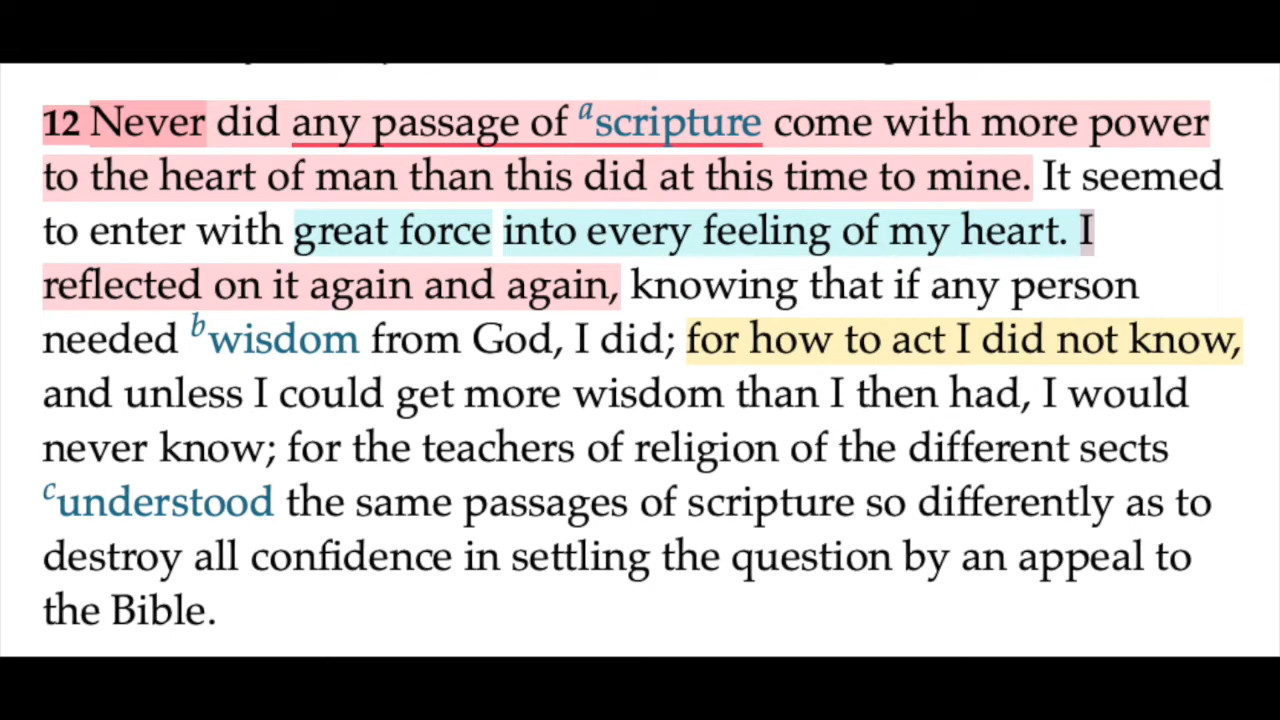 12 Never did any passage of a scripture come with more power
to the heart of man than this did at this time to mine. It seemed
to enter with great force into every feeling of my heart. I
reflected on it again and again, knowing that if any person
needed b wisdom from God, I did; for how to act I did not know,
and unless I could get more wisdom than I then had, I would
never know; for the teachers of religion of the different sects
c understood the same passages of scripture so differently as to
destroy all confidence in settling the question by an appeal to
the Bible.